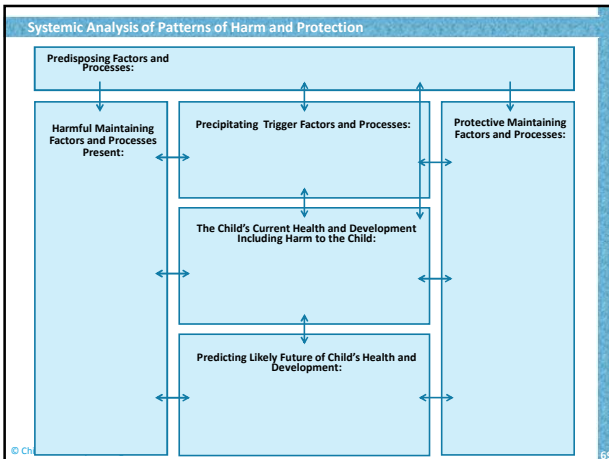 Systemic Analysis of Patterns of Harm and Protection
Predisposing Factors and
Processes:
Harmful Maintaining
Factors and Processes
Present:
Precipitating Trigger Factors and Processes:
Protective Maintaining
Factors and Processes:
The Child's Current Health and Development
Including Harm to the Child:
Predicting Likely Future of Child's Health and
Development:
© Chi
6